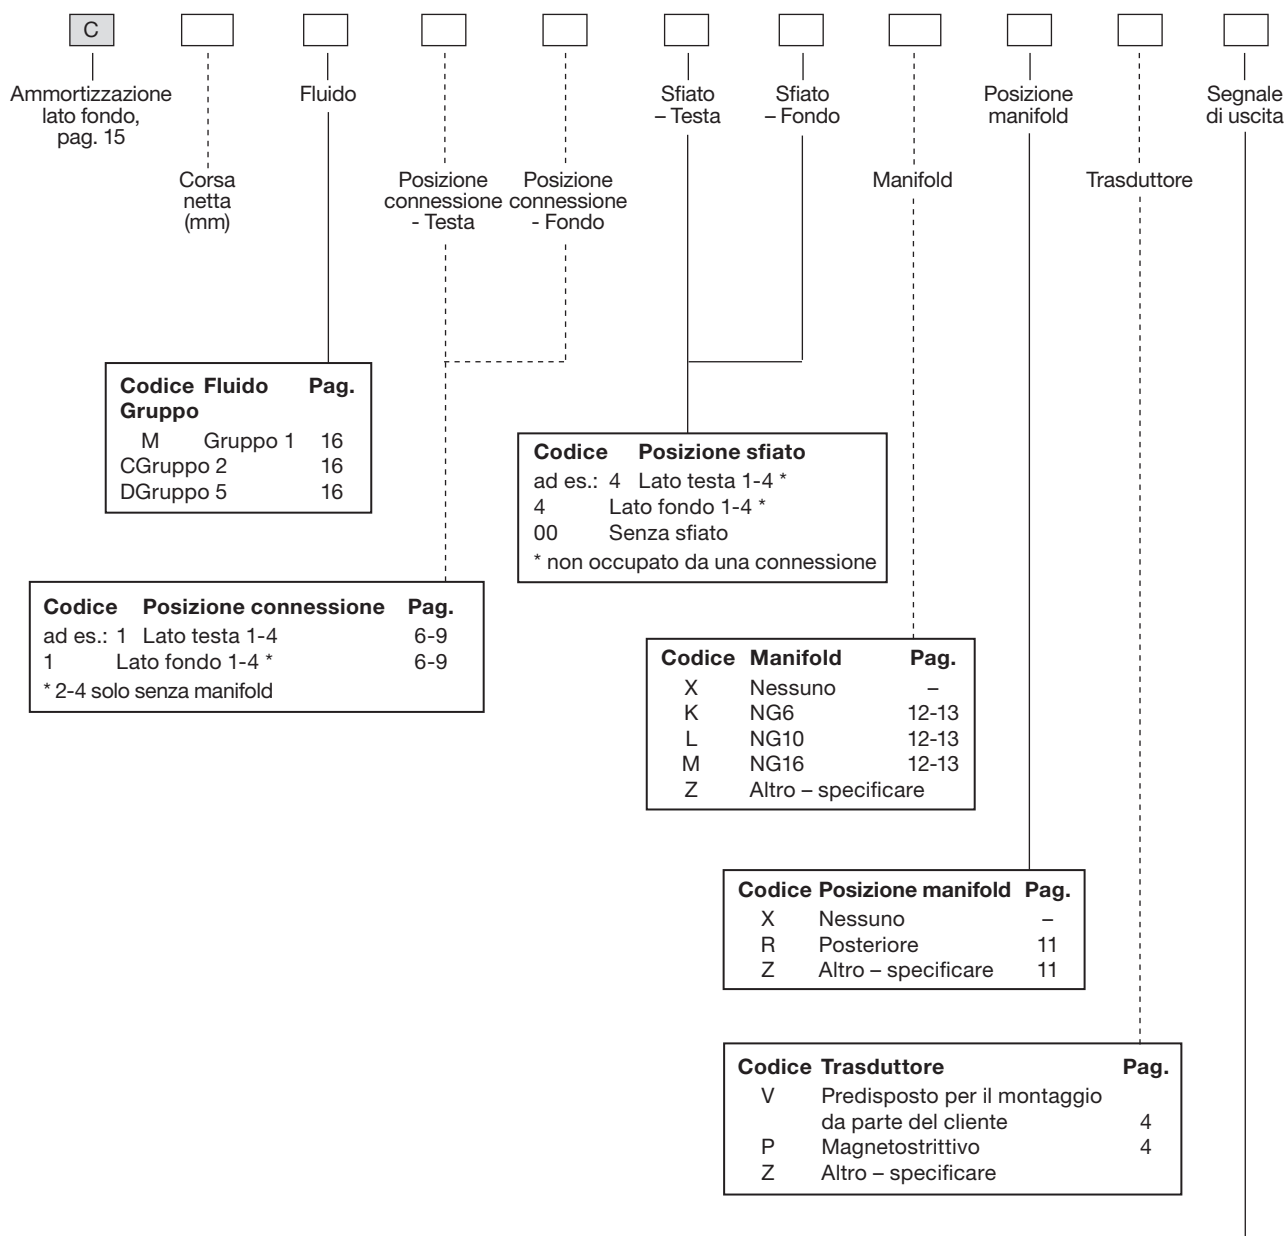 C
Ammortizzazione
lato fondo,
pag. 15
Corsa
netta
(mm)
Fluido
Posizione
connessione
- Testa
Posizione
connessione
- Fondo
Sfiato
– Testa
Sfiato
– Fondo
Manifold
Posizione
manifold
Trasduttore
Segnale
di uscita
Codice Fluido Pag.
Gruppo
M Gruppo 1 16
CGruppo 2 16
DGruppo 5 16
Codice Posizione sfiato
ad es.: 4 Lato testa 1-4 *
4 Lato fondo 1-4 *
00 Senza sfiato
* non occupato da una connessione
Codice Posizione connessione Pag.
ad es.: 1 Lato testa 1-4 6-9
1 Lato fondo 1-4 * 6-9
* 2-4 solo senza manifold
Codice Manifold Pag.
X Nessuno –
K NG6 12-13
L NG10 12-13
M NG16 12-13
Z Altro – specificare
Codice Posizione manifold Pag.
X Nessuno –
R Posteriore 11
Z Altro – specificare 11
Codice Trasduttore Pag.
V Predisposto per il montaggio
da parte del cliente 4
P Magnetostrittivo 4
Z Altro – specificare